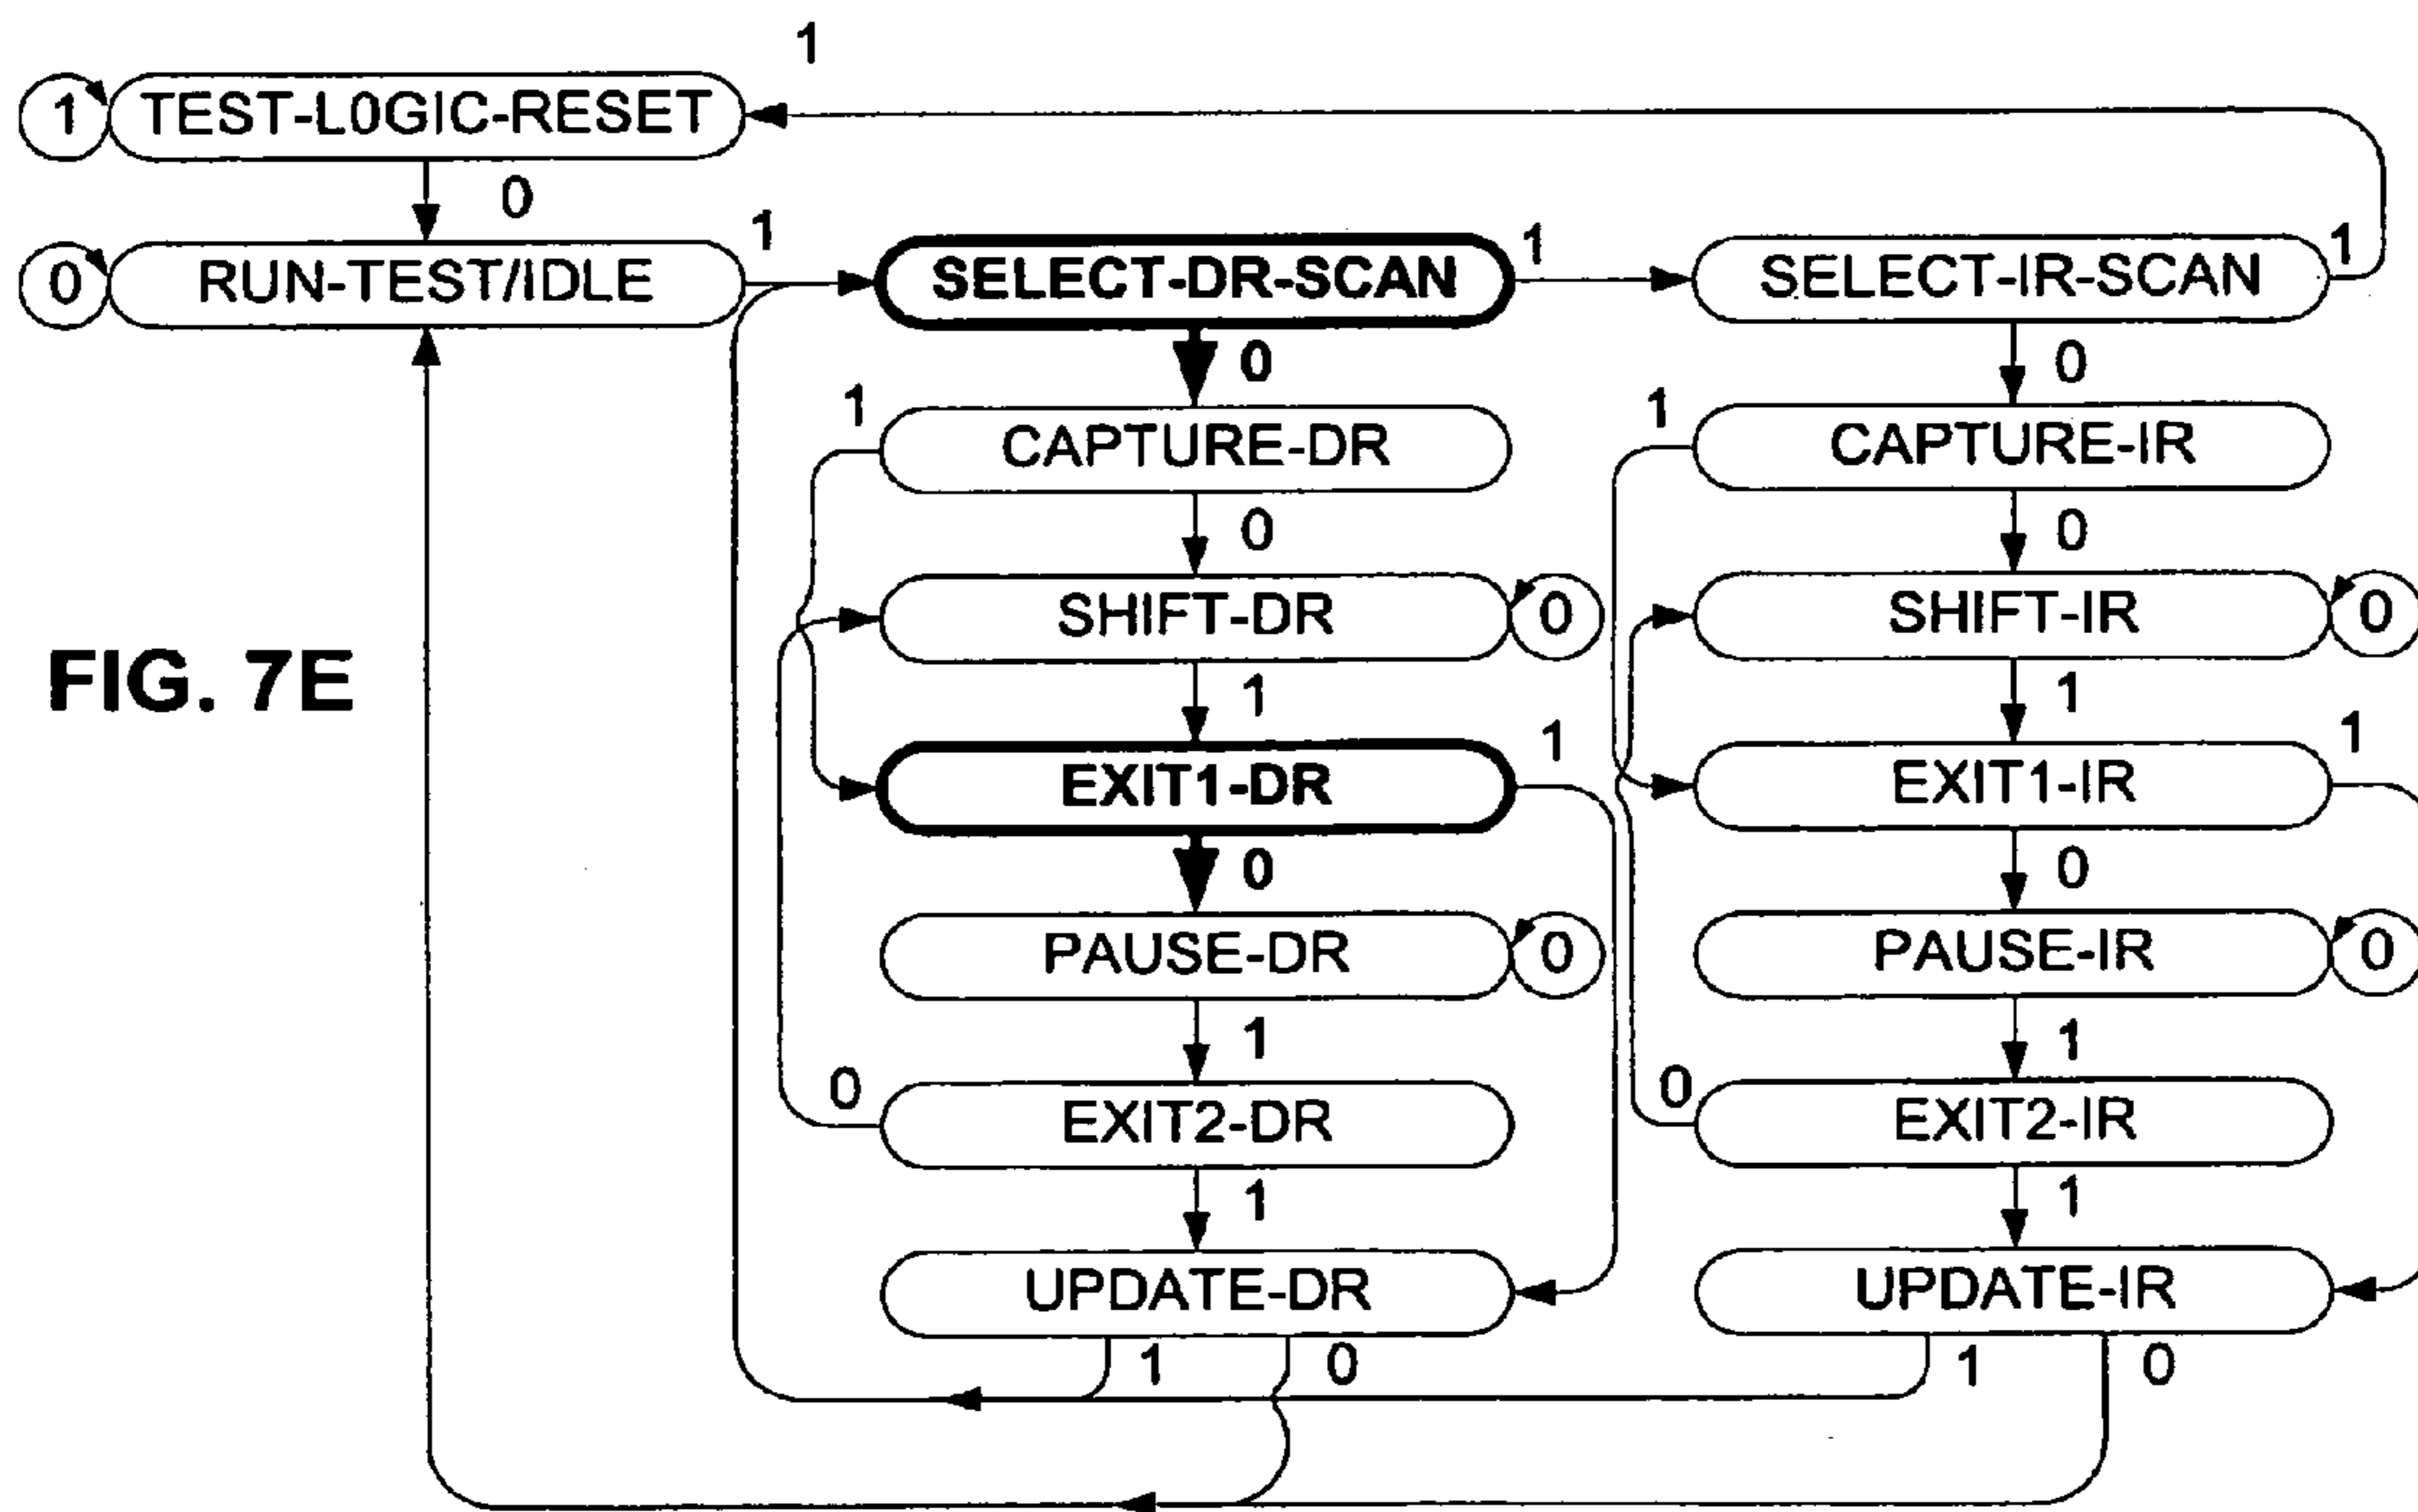 1
1 TEST-L0GIC-RESET
0
0 RUN-TEST/IDLE 1 SELECT-DR-SCAN 1 SELECT-IR-SCAN 1
0 0
1 CAPTURE-DR 1 CAPTURE-IR
0 0
SHIFT-DR 0 SHIFT-IR 0
FIG. 7E
1 1
EXIT1-DR 1 EXIT1-IR 1
0 0
PAUSE-DR 0 PAUSE-IR 0
1 1
0 EXIT2-DR 0 EXIT2-IR
1 1
UPDATE-DR UPDATE-IR
1 0 1 0